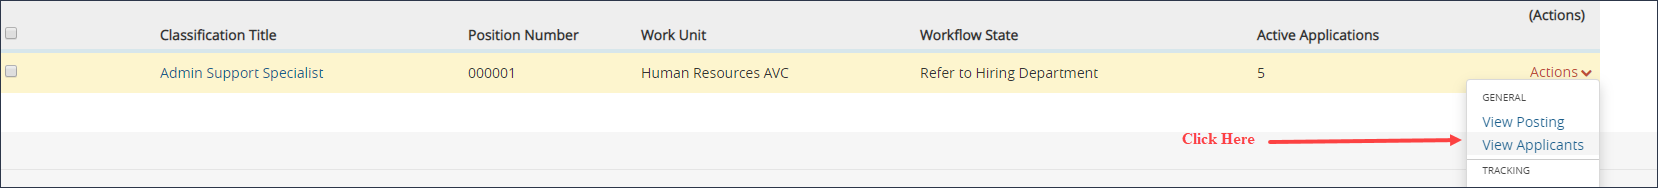 (Actions)
Classification Title Position Number Work Unit Workflow State Active Applications
Admin Support Specialist 000001 Human Resources AVC Refer to Hiring Department 5 Actions
GENERAL
View Posting
Click Here
View Applicants
TRACKING